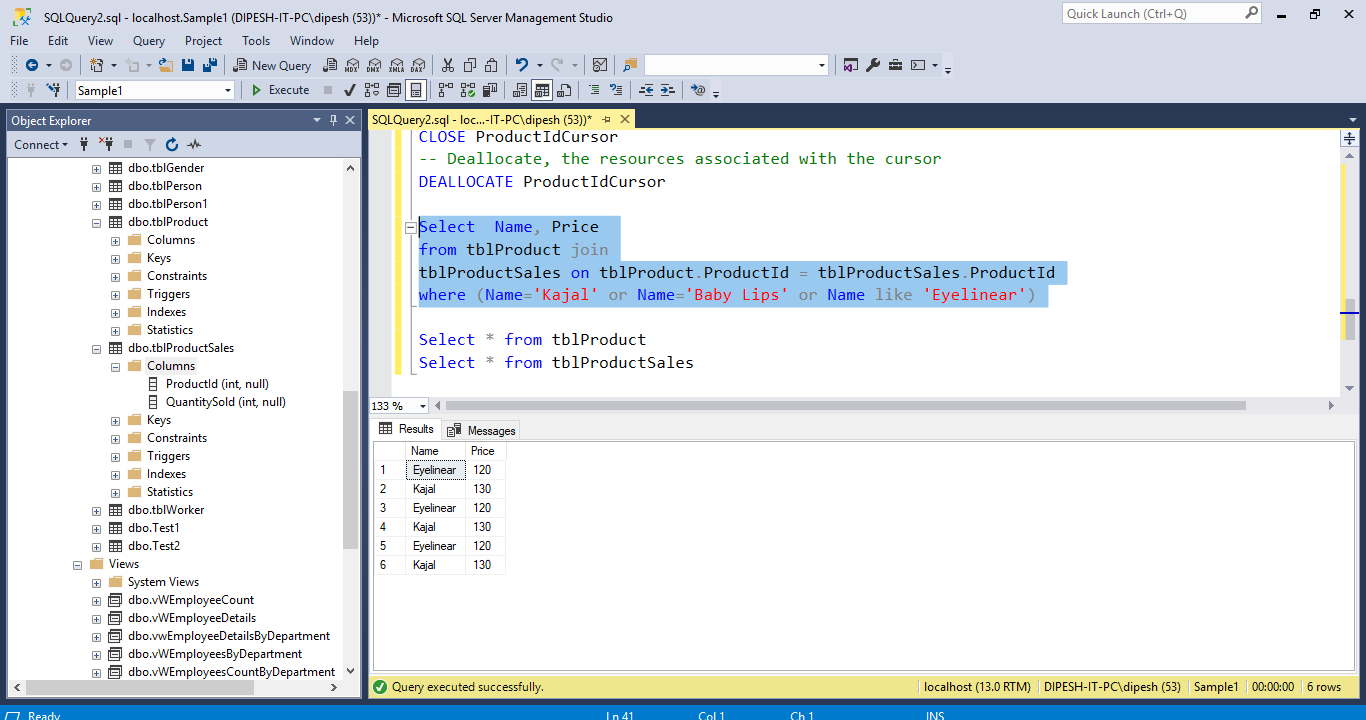 SQLQuery2.sql - localhost.Sample1 (DIPESH-IT-PC\dipesh (53))* - Microsoft SQL Server Management Studio
Quick Launch (Ctrl+Q)
File Edit View Query Project Tools Window Help
New Query MDX DMX XMLA DAX
Sample1 Execute
Object Explorer
Connect
dbo.tblGender
dbo.tblPerson
dbo.tblPerson1
dbo.tblProduct
Columns
Keys
Constraints
Triggers
Indexes
Statistics
dbo.tblProductSales
Columns
ProductId (int, null)
QuantitySold (int, null)
Keys
Constraints
Triggers
Indexes
Statistics
dbo.tblWorker
dbo.Test1
dbo.Test2
Views
System Views
dbo.vWEmployeeCount
dbo.vWEmployeeDetails
dbo.vwEmployeeDetailsByDepartment
dbo.vWEmployeesByDepartment
dbo.vWEmployeesCountByDepartment
SQLQuery2.sql - loc...-IT-PC\dipesh (53))*
CLOSE ProductIdCursor
-- Deallocate, the resources associated with the cursor
DEALLOCATE ProductIdCursor
Select  Name, Price
from tblProduct join
tblProductSales on tblProduct.ProductId = tblProductSales.ProductId
where (Name='Kajal' or Name='Baby Lips' or Name like 'Eyelinear')
Select * from tblProduct
Select * from tblProductSales
133 %
Results Messages
Name Price
1 Eyelinear 120
2 Kajal 130
3 Eyelinear 120
4 Kajal 130
5 Eyelinear 120
6 Kajal 130
Query executed successfully. localhost (13.0 RTM) DIPESH-IT-PC\dipesh (53) Sample1 00:00:00 6 rows
Ready Ln 41 Col 1 Ch 1 INS